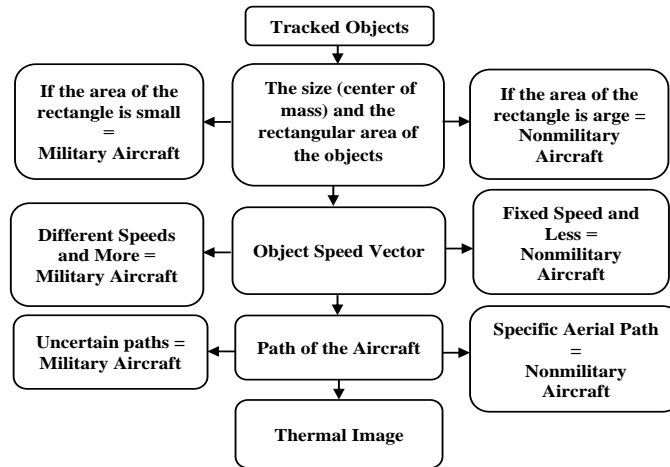 Tracked Objects
If the area of the
rectangle is small
=
Military Aircraft
The size (center of
mass) and the
rectangular area of
the objects
If the area of the
rectangle is arge =
Nonmilitary
Aircraft
Different Speeds
and More =
Military Aircraft
Object Speed Vector
Fixed Speed and
Less =
Nonmilitary
Aircraft
Uncertain paths =
Military Aircraft
Path of the Aircraft
Specific Aerial Path
=
Nonmilitary
Aircraft
Thermal Image